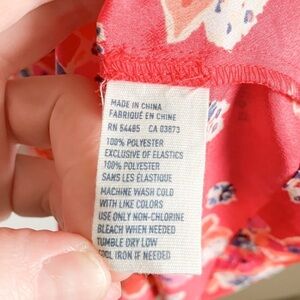 MADE IN CHINA
FABRIQUÉ EN CHINE
RN 54485 CA 03873
100% POLYESTER
EXCLUSIVE OF ELASTICS
100% POLYESTER
SANS LES ÉLASTIQUE
MACHINE WASH COLD
WITH LIKE COLORS
USE ONLY NON-CHLORINE
BLEACH WHEN NEEDED
TUMBLE DRY LOW
COOL IRON IF NEEDED